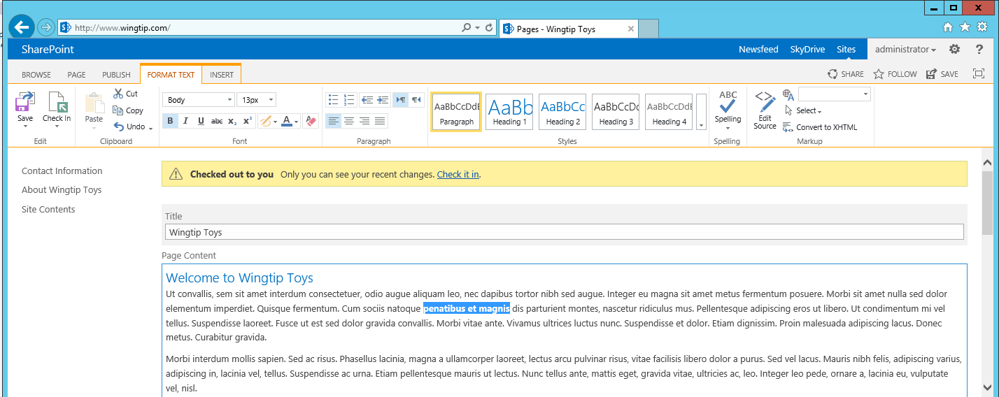 http://www.wingtip.com/
Pages - Wingtip Toys
SharePoint
Newsfeed SkyDrive Sites administrator ?
BROWSE PAGE PUBLISH FORMAT TEXT INSERT
SHARE FOLLOW SAVE
Save Check In
Edit
Paste Cut
Copy
Undo
Clipboard
Body 13px
B I U abc x₂ x² A
Font
Paragraph
AaBbCcDdE Paragraph
AaBb Heading 1
AaBbCc Heading 2
AaBbCcDc Heading 3
AaBbCcDdE Heading 4
Styles
ABC
Spelling
Spelling
Edit Source
Select
Convert to XHTML
Markup
Contact Information
About Wingtip Toys
Site Contents
Checked out to you Only you can see your recent changes. Check it in.
Title
Wingtip Toys
Page Content
Welcome to Wingtip Toys
Ut convallis, sem sit amet interdum consectetuer, odio augue aliquam leo, nec dapibus tortor nibh sed augue. Integer eu magna sit amet metus fermentum posuere. Morbi sit amet nulla sed dolor
elementum imperdiet. Quisque fermentum. Cum sociis natoque penatibus et magnis dis parturient montes, nascetur ridiculus mus. Pellentesque adipiscing eros ut libero. Ut condimentum mi vel
tellus. Suspendisse laoreet. Fusce ut est sed dolor gravida convallis. Morbi vitae ante. Vivamus ultrices luctus nunc. Suspendisse et dolor. Etiam dignissim. Proin malesuada adipiscing lacus. Donec
metus. Curabitur gravida.
Morbi interdum mollis sapien. Sed ac risus. Phasellus lacinia, magna a ullamcorper laoreet, lectus arcu pulvinar risus, vitae facilisis libero dolor a purus. Sed vel lacus. Mauris nibh felis, adipiscing varius,
adipiscing in, lacinia vel, tellus. Suspendisse ac urna. Etiam pellentesque mauris ut lectus. Nunc tellus ante, mattis eget, gravida vitae, ultricies ac, leo. Integer leo pede, ornare a, lacinia eu, vulputate
vel, nisl.